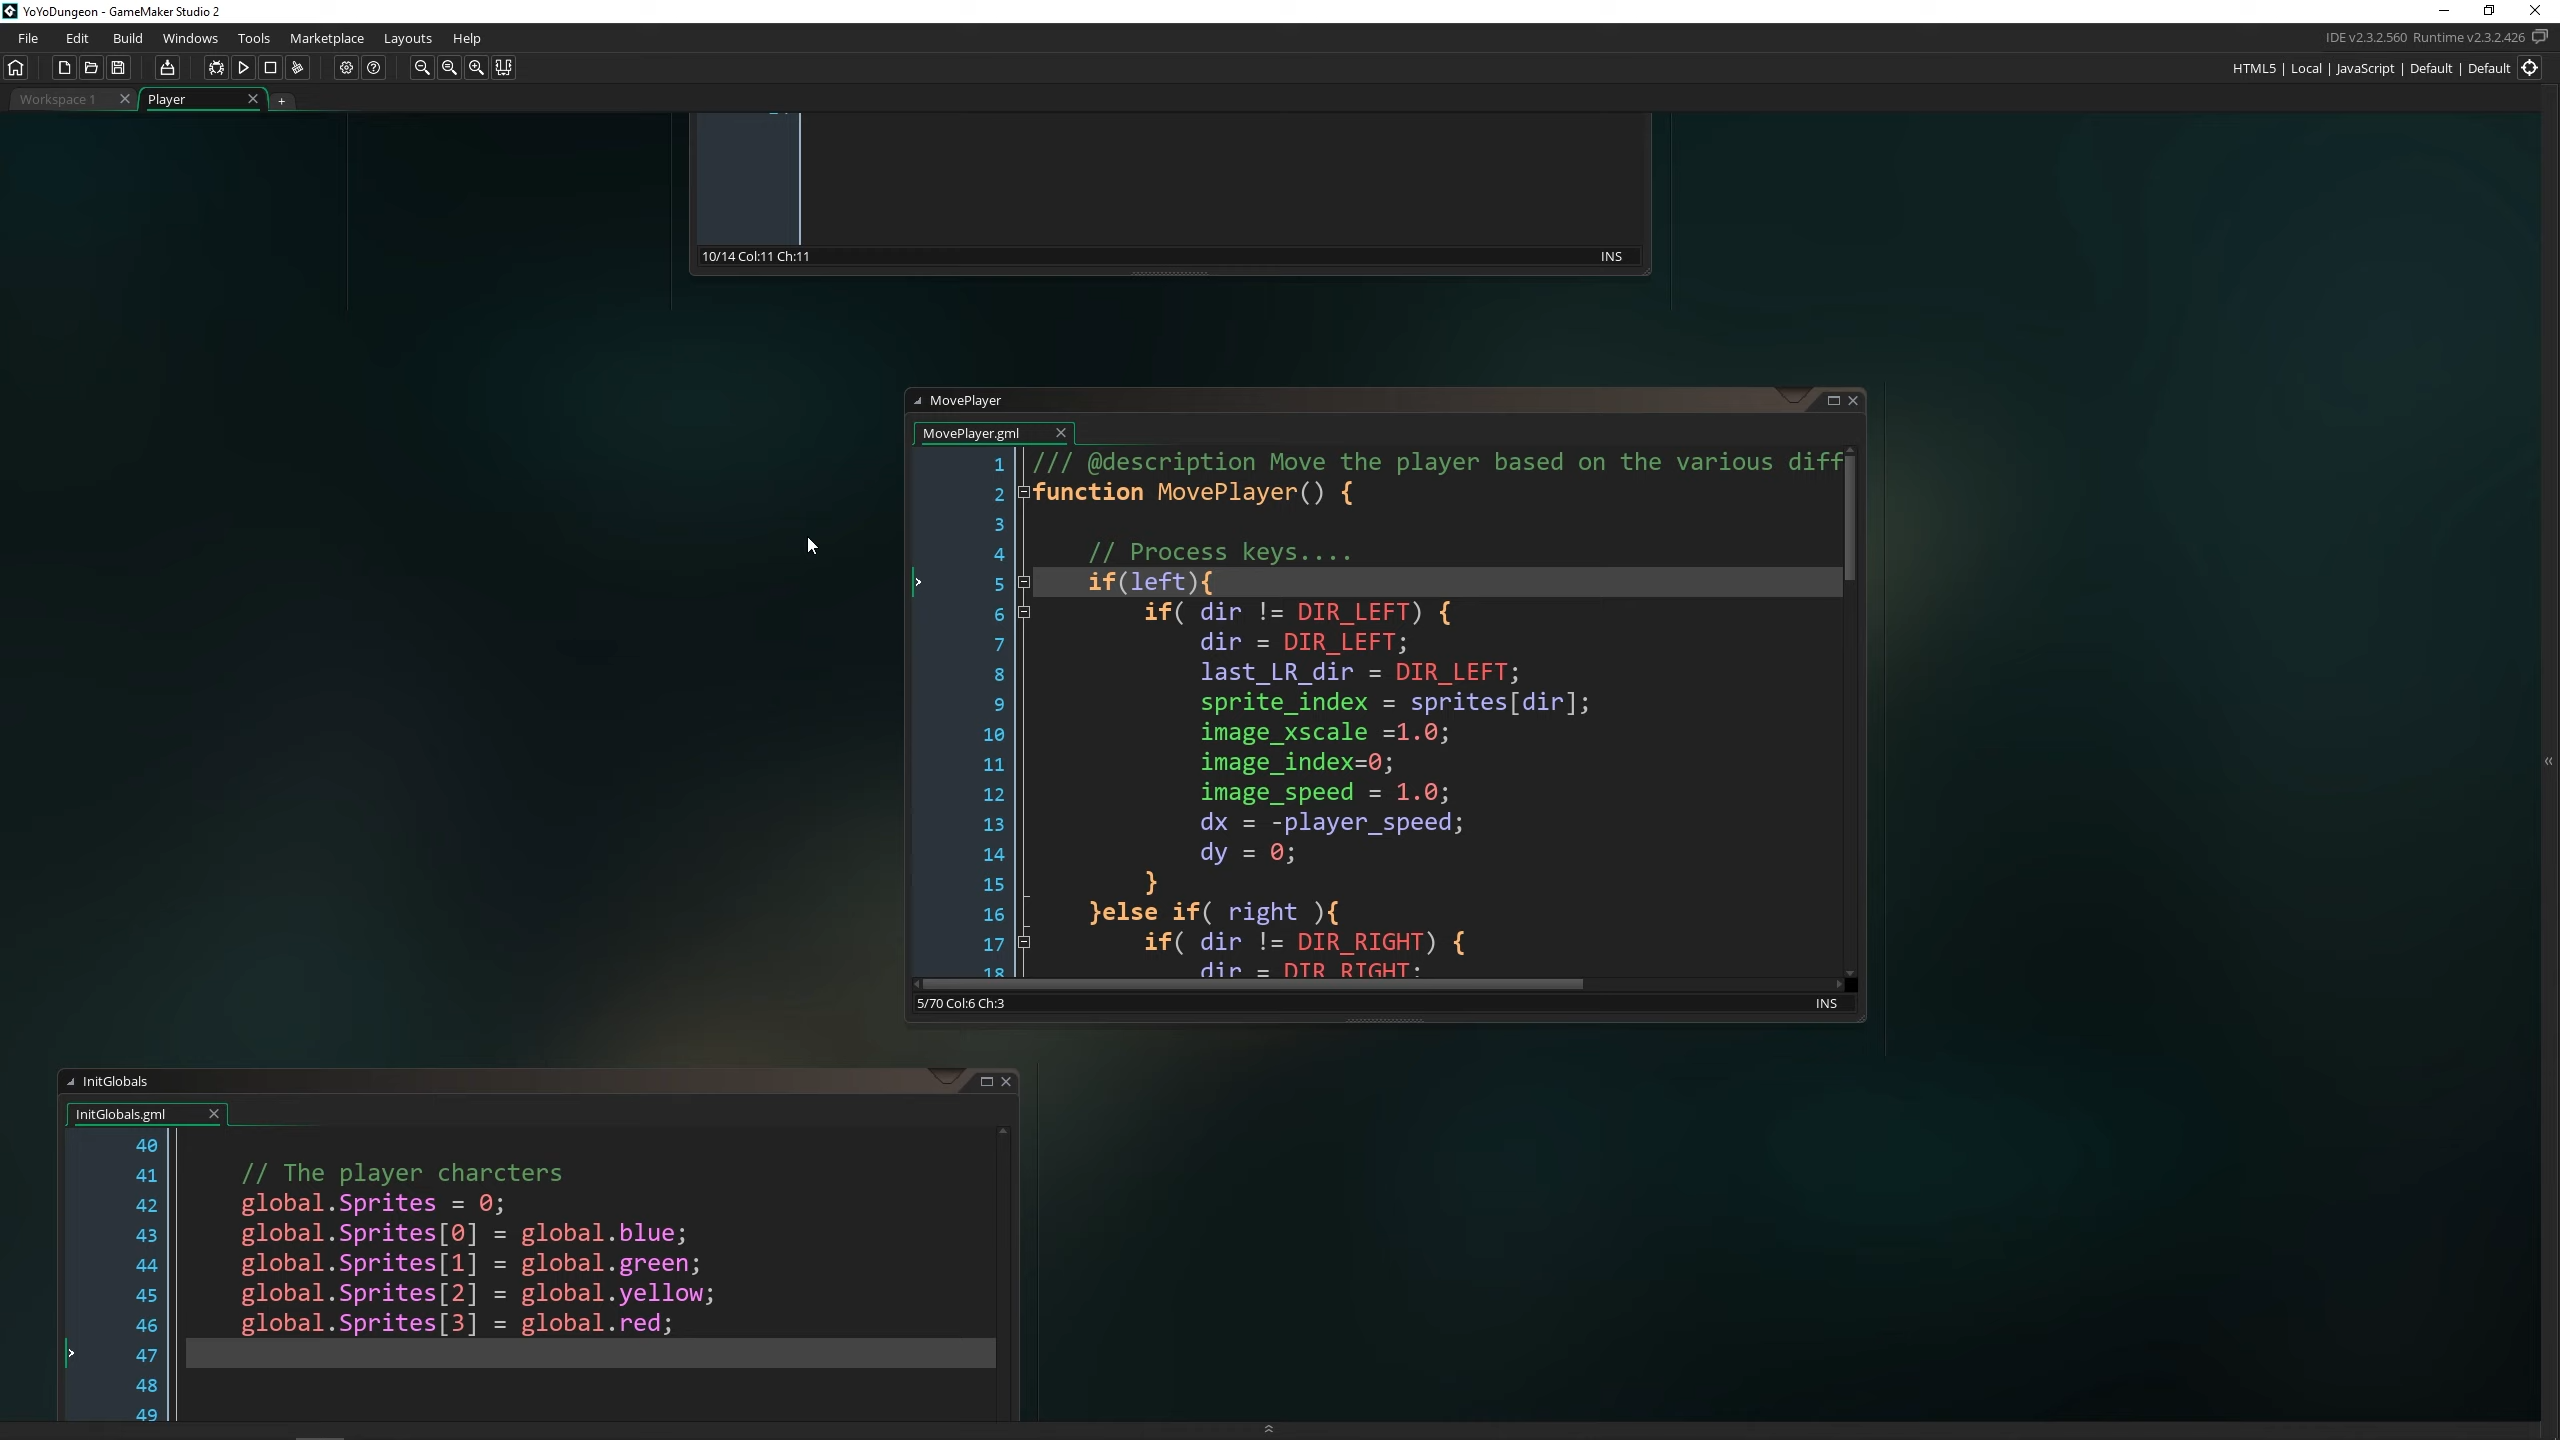 YoYoDungeon - GameMaker Studio 2
File Edit Build Windows Tools Marketplace Layouts Help
IDE v2.3.2.560 Runtime v2.3.2.426
HTML5 | Local | JavaScript | Default | Default
Workspace 1
Player
10/14 Col:11 Ch:11 INS
MovePlayer
MovePlayer.gml
1 /// @description Move the player based on the various diff
2 function MovePlayer() {
3
4 // Process keys....
5 if(left){
6 if( dir != DIR_LEFT) {
7 dir = DIR_LEFT;
8 last_LR_dir = DIR_LEFT;
9 sprite_index = sprites[dir];
10 image_xscale =1.0;
11 image_index=0;
12 image_speed = 1.0;
13 dx = -player_speed;
14 dy = 0;
15 }
16 }else if( right ){
17 if( dir != DIR_RIGHT) {
18 dir = DIR_RIGHT;
5/70 Col:6 Ch:3 INS
InitGlobals
InitGlobals.gml
40
41 // The player charcters
42 global.Sprites = 0;
43 global.Sprites[0] = global.blue;
44 global.Sprites[1] = global.green;
45 global.Sprites[2] = global.yellow;
46 global.Sprites[3] = global.red;
47
48
49